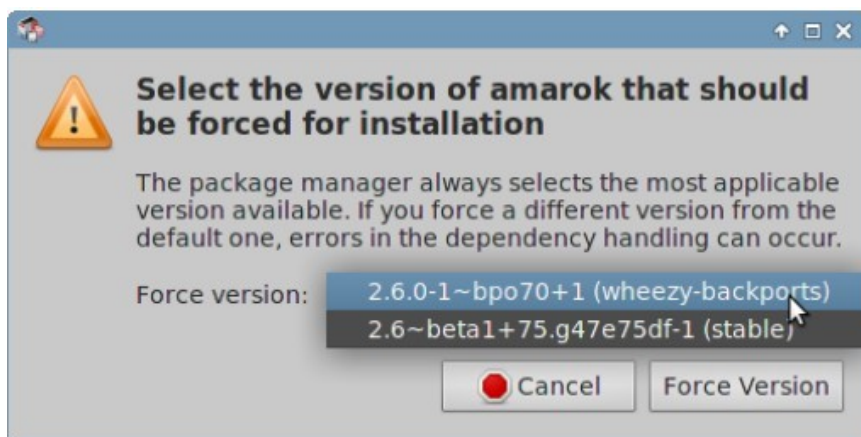 Select the version of amarok that should
be forced for installation
The package manager always selects the most applicable
version available. If you force a different version from the
default one, errors in the dependency handling can occur.
Force version:
2.6.0-1~bpo70+1 (wheezy-backports)
2.6~beta1+75.g47e75df-1 (stable)
Cancel
Force Version